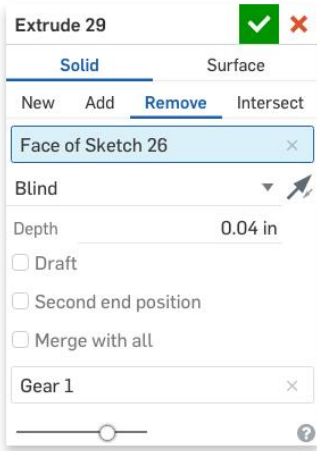 Extrude 29
Solid Surface
New Add Remove Intersect
Face of Sketch 26
Blind
Depth 0.04 in
Draft
Second end position
Merge with all
Gear 1
?